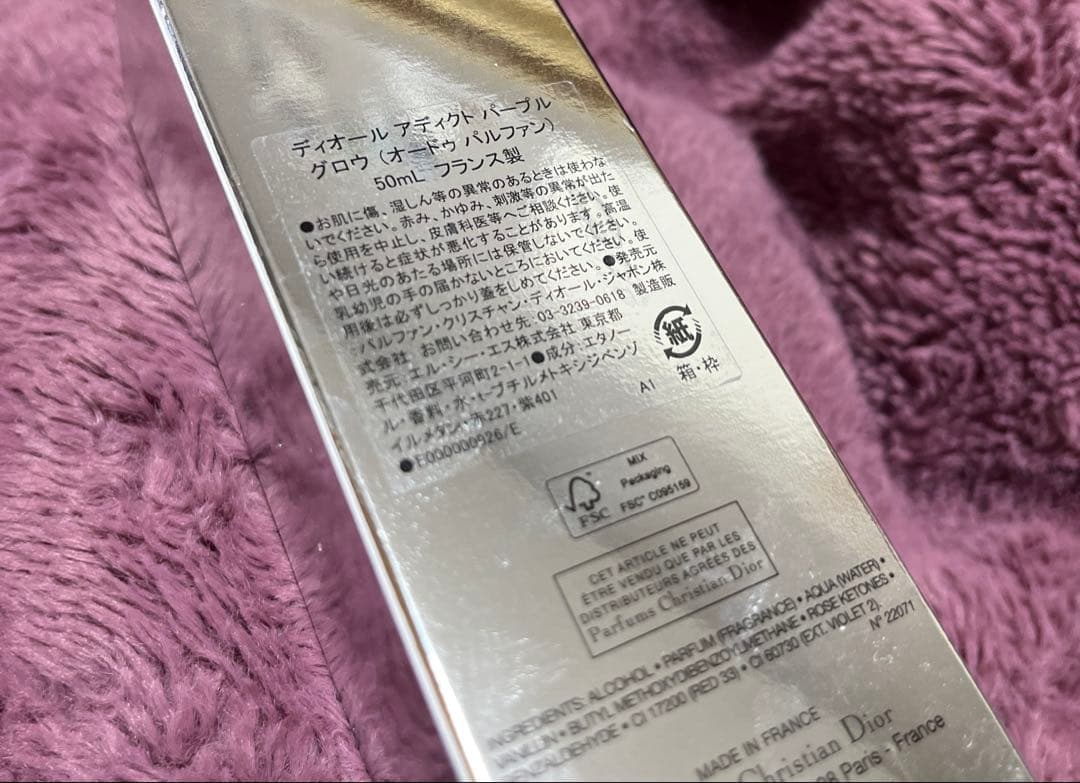 ディオール アディクト パープル
グロウ (オードゥ パルファン)
50mL フランス製
●お肌に傷、湿しん等の異常のあるときは使わな
いでください。赤み、かゆみ、刺激等の異常が出た
ら使用を中止し、皮膚科医等へご相談ください。使
い続けると症状が悪化することがあります。高温
や日光のあたる場所には保管しないでください。
乳幼児の手の届かないところにおいてください。使
用後は必ずしっかり蓋をしめてください。●発売元
パルファン・クリスチャン・ディオール・ジャポン株
式会社 お問い合わせ先 03-3239-0618 製造販
売元 エル・シー・エス株式会社 東京都
千代田区平河町2-1-1●成分:エタノー
ル・香料・水・t-ブチルメトキシジベンゾ
イルメタン・赤227・紫401
●F000000926/E
A1
紙
箱・枠
MIX
Packaging
FSC
FSC® C095159
CET ARTICLE NE PEUT
ÊTRE VENDU QUE PAR LES
DISTRIBUTEURS AGRÉÉS DES
Parfums Christian Dior
INGREDIENTS: ALCOHOL • PARFUM (FRAGRANCE) • AQUA (WATER) •
VANILLIN • BUTYL METHOXYDIBENZOYLMETHANE • ROSE KETONES •
BENZALDEHYDE • CI 17200 (RED 33) • CI 60730 (EXT. VIOLET 2).
N° 22071
MADE IN FRANCE
Christian Dior
Paris - France